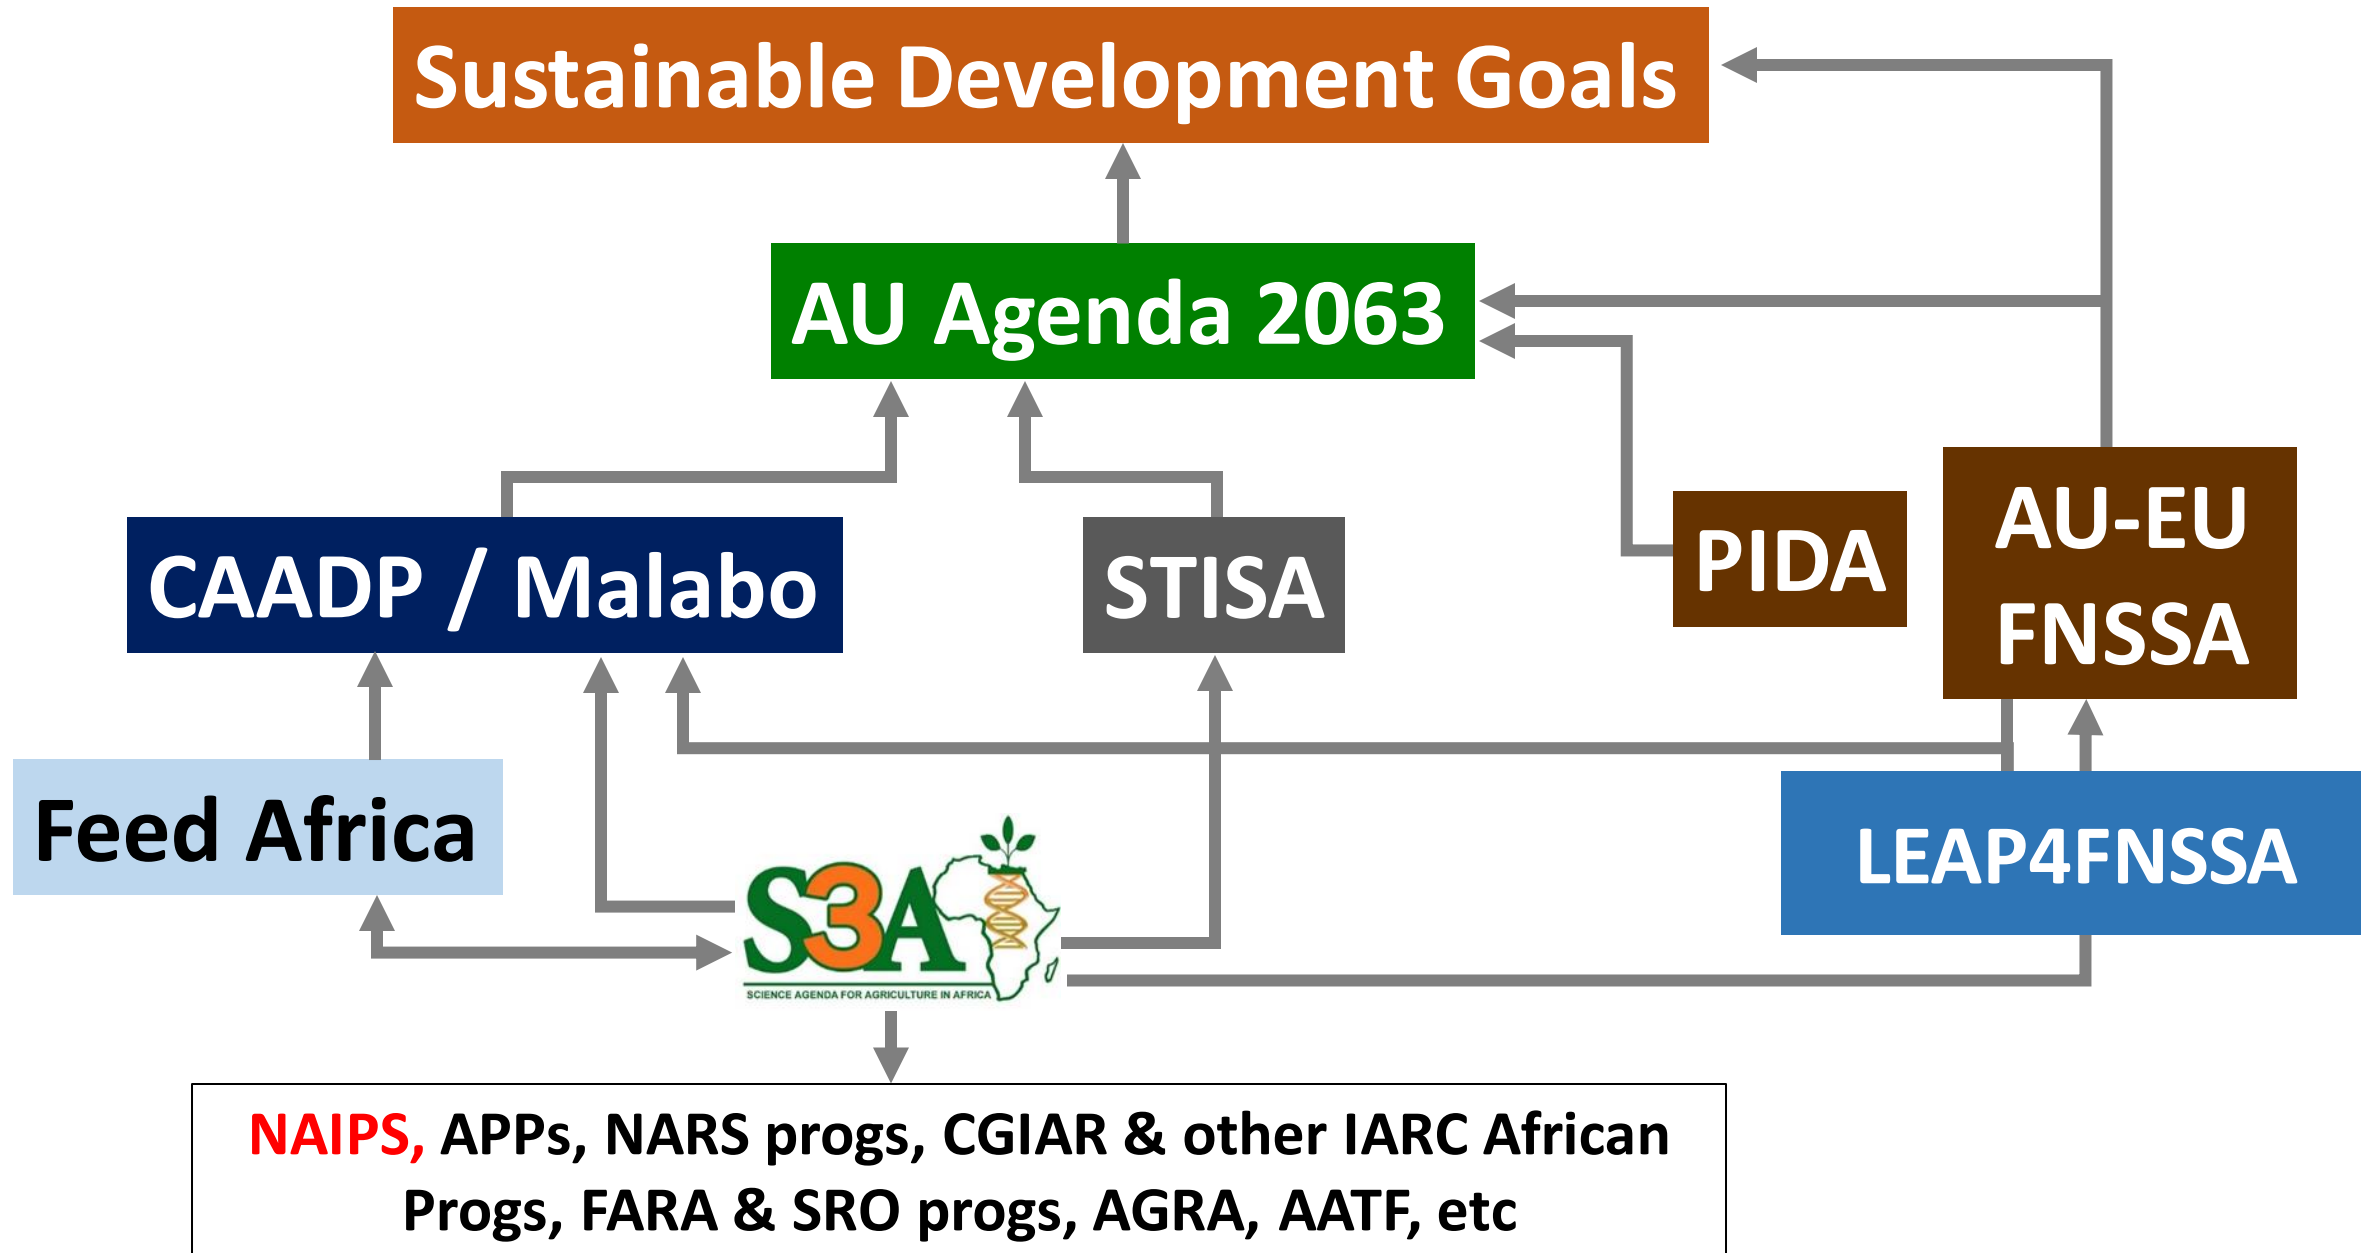 Sustainable Development Goals
AU Agenda 2063
CAADP / Malabo
STISA
PIDA
AU-EU
FNSSA
Feed Africa
LEAP4FNSSA
S3A
SCIENCE AGENDA FOR AGRICULTURE IN AFRICA
NAIPS, APPs, NARS progs, CGIAR & other IARC African
Progs, FARA & SRO progs, AGRA, AATF, etc